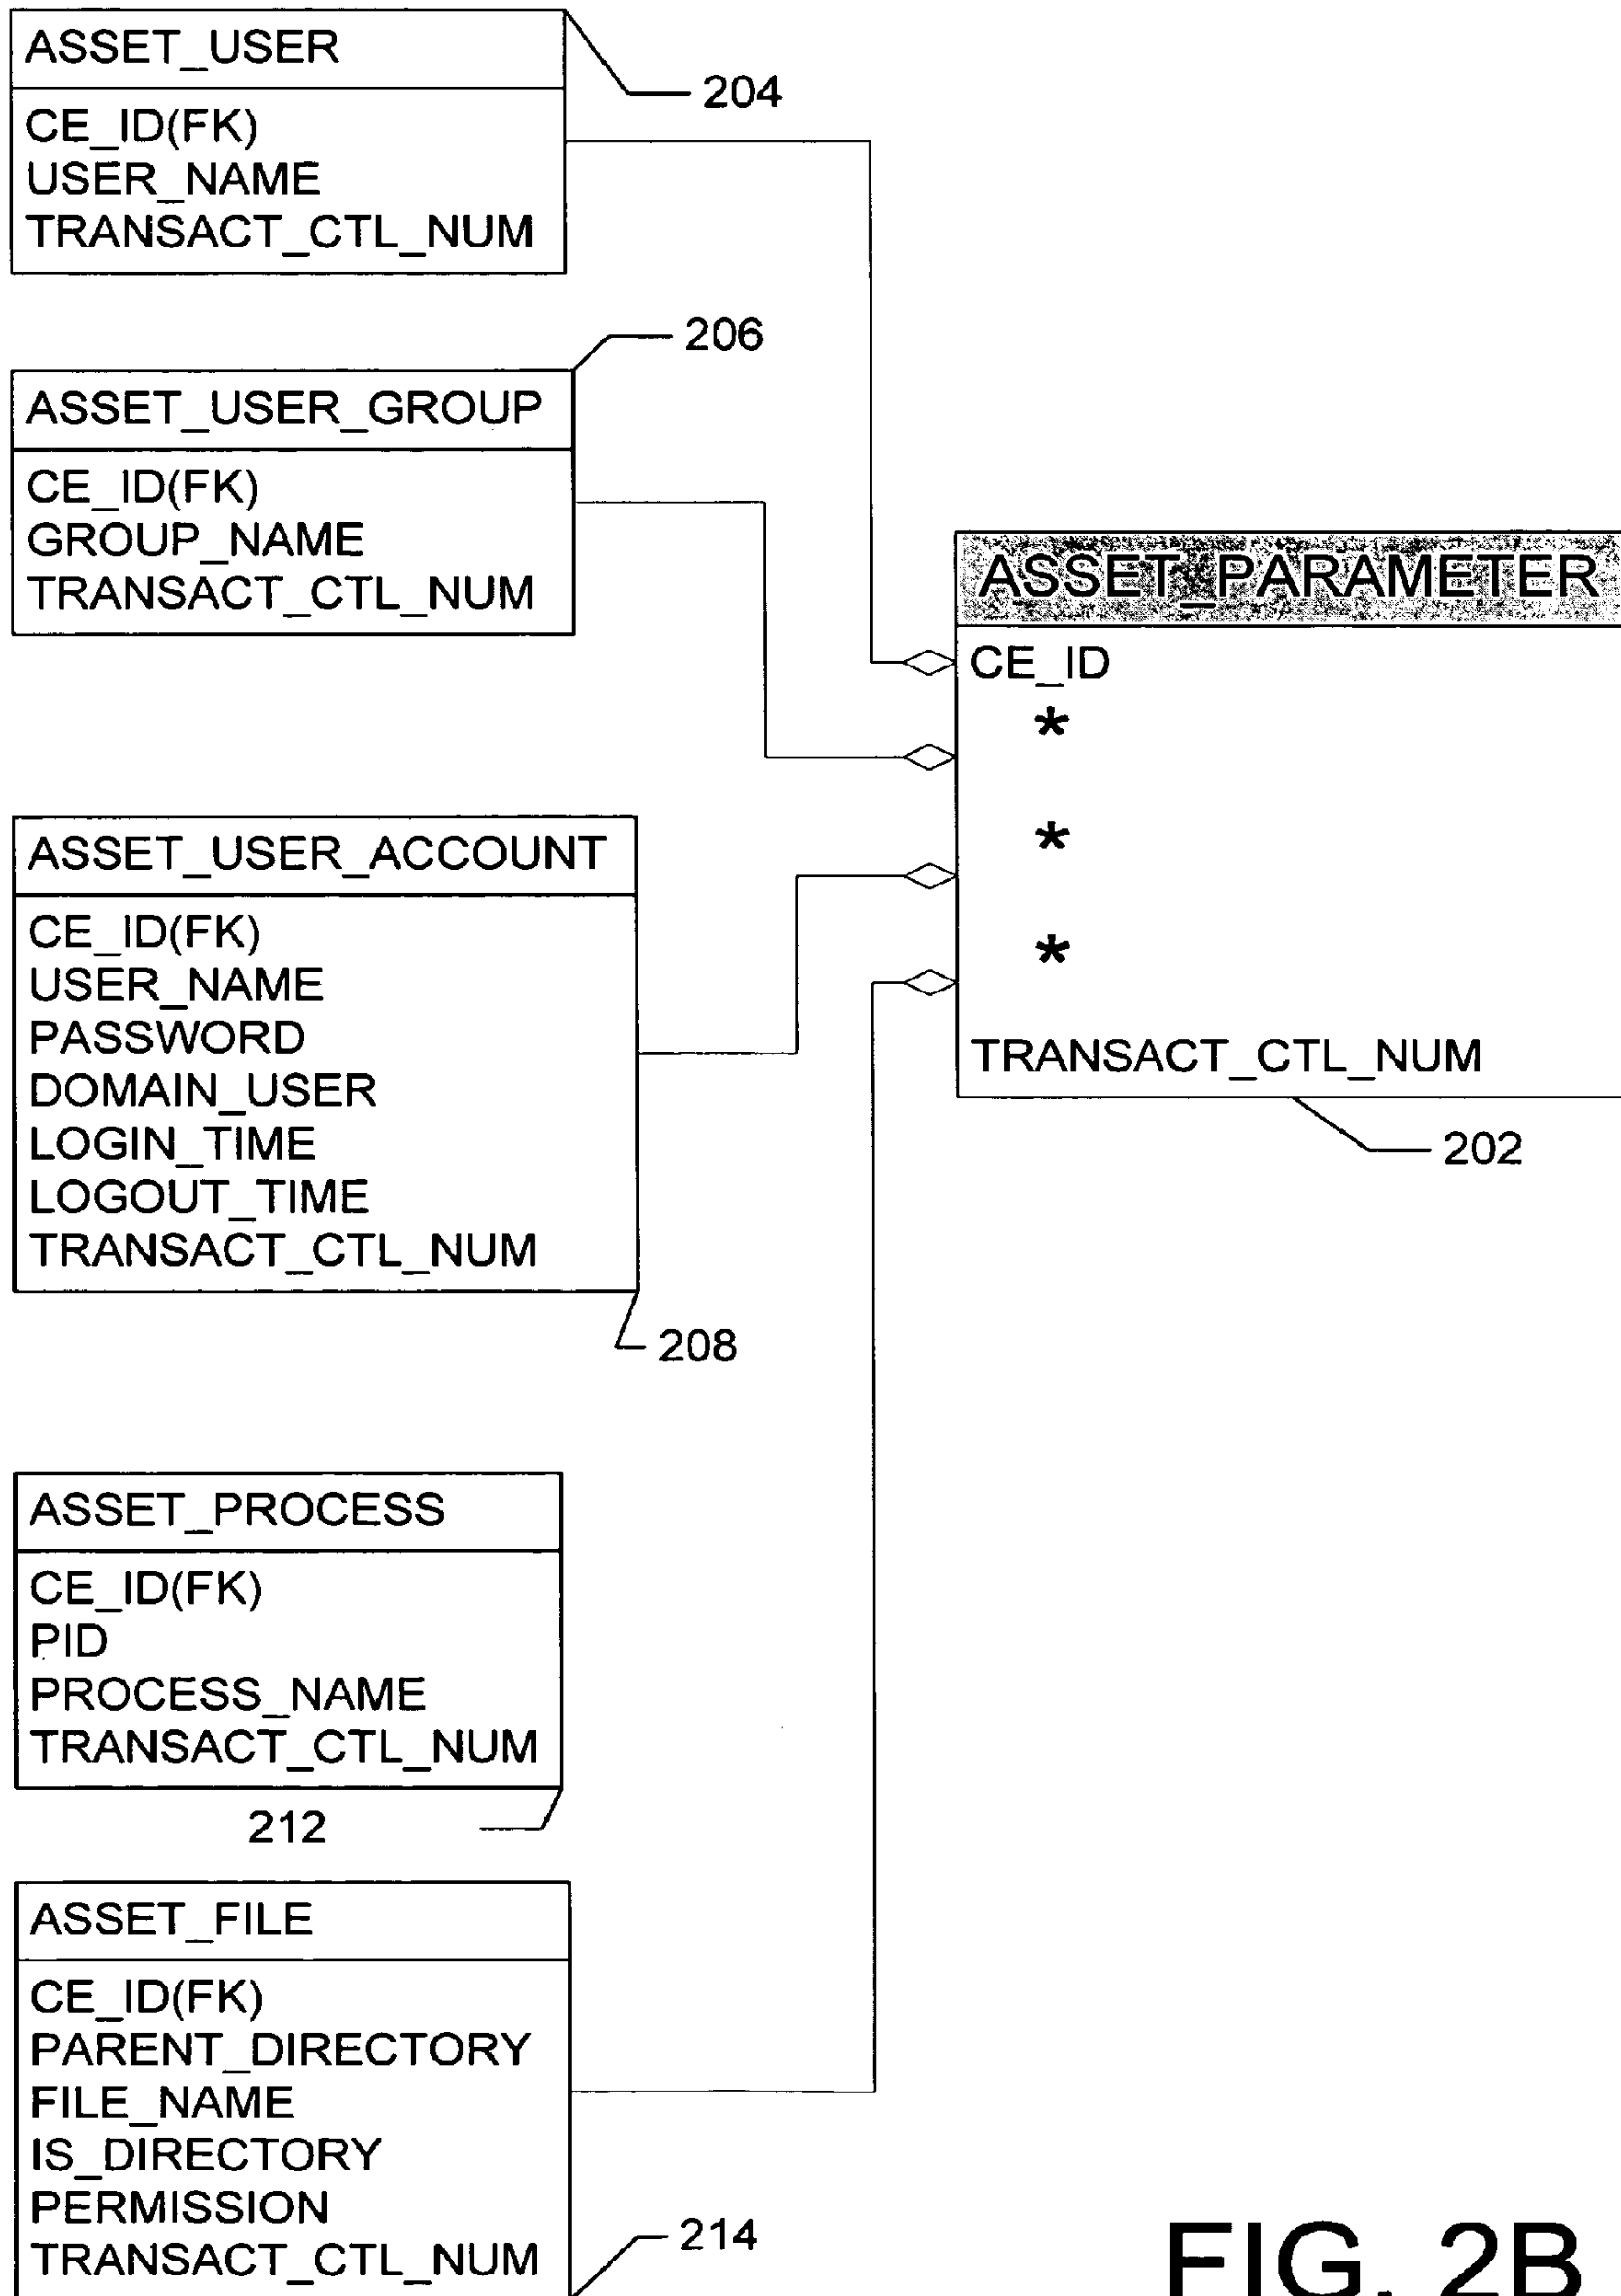 ASSET_USER
204
CE_ID(FK)
USER_NAME
TRANSACT_CTL_NUM
206
ASSET_USER_GROUP
CE_ID(FK)
GROUP_NAME
TRANSACT_CTL_NUM
ASSET_PARAMETER
CE_ID
*
*
*
TRANSACT_CTL_NUM
202
ASSET_USER_ACCOUNT
CE_ID(FK)
USER_NAME
PASSWORD
DOMAIN_USER
LOGIN_TIME
LOGOUT_TIME
TRANSACT_CTL_NUM
208
ASSET_PROCESS
CE_ID(FK)
PID
PROCESS_NAME
TRANSACT_CTL_NUM
212
ASSET_FILE
CE_ID(FK)
PARENT_DIRECTORY
FILE_NAME
IS_DIRECTORY
PERMISSION
TRANSACT_CTL_NUM
214
FIG. 2B